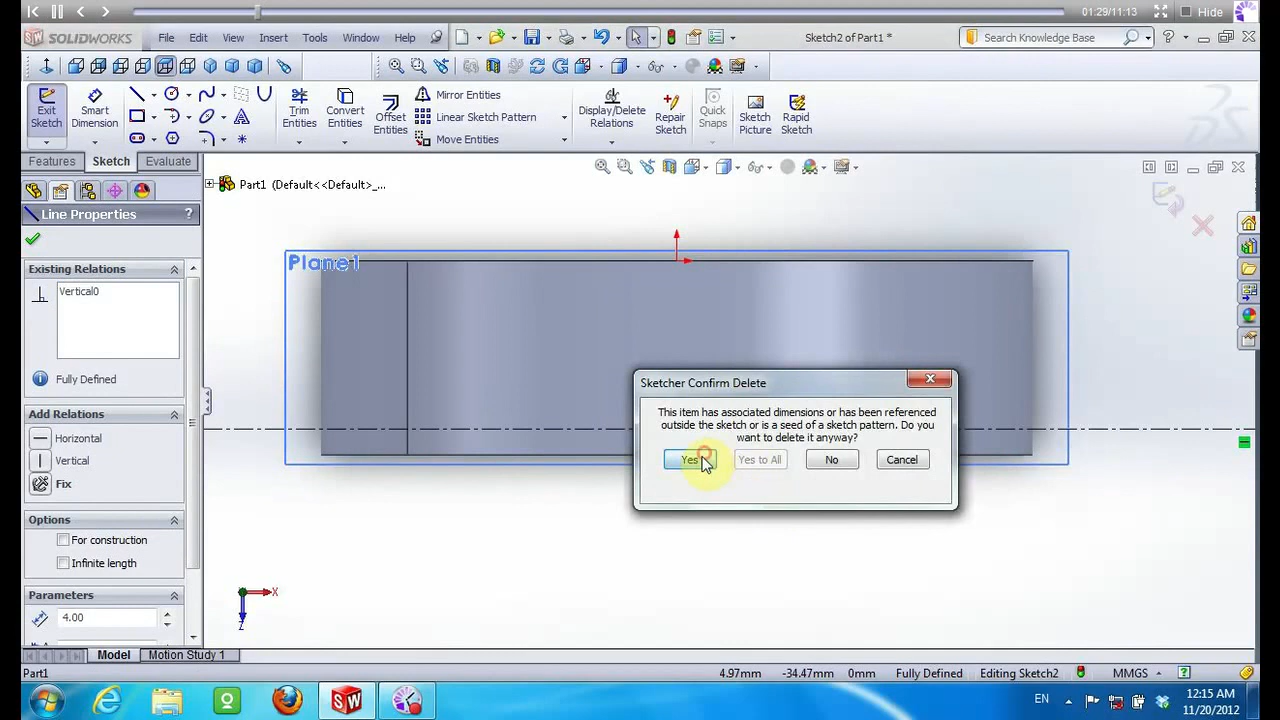 01:29/11:13
Hide
SOLIDWORKS
File Edit View Insert Tools Window Help
Sketch2 of Part1 *
Search Knowledge Base
Exit Sketch
Smart Dimension
Trim Entities
Convert Entities
Offset Entities
Mirror Entities
Linear Sketch Pattern
Move Entities
Display/Delete Relations
Repair Sketch
Quick Snaps
Sketch Picture
Rapid Sketch
Features Sketch Evaluate
Part1 (Default<<Default>_...
Line Properties ?
Existing Relations
Vertical0
Fully Defined
Add Relations
Horizontal
Vertical
Fix
Options
For construction
Infinite length
Parameters
4.00
Plane1
Sketcher Confirm Delete
This item has associated dimensions or has been referenced
outside the sketch or is a seed of a sketch pattern. Do you
want to delete it anyway?
Yes Yes to All No Cancel
X
Z
Model Motion Study 1
Part1 4.97mm -34.47mm 0mm Fully Defined Editing Sketch2 MMGS
EN
12:15 AM
11/20/2012